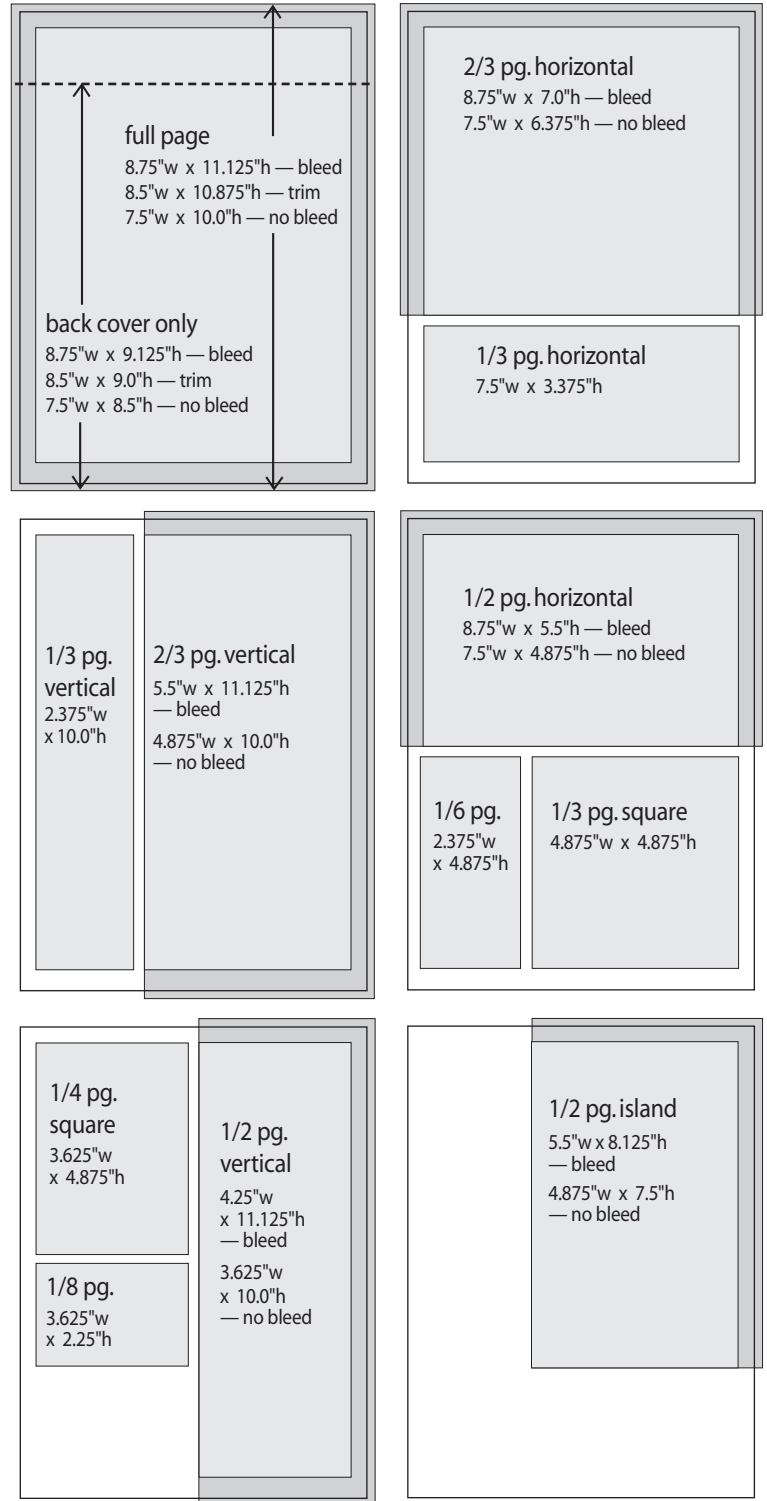 full page
8.75"w x 11.125"h — bleed
8.5"w x 10.875"h — trim
7.5"w x 10.0"h — no bleed
back cover only
8.75"w x 9.125"h — bleed
8.5"w x 9.0"h — trim
7.5"w x 8.5"h — no bleed
2/3 pg. horizontal
8.75"w x 7.0"h — bleed
7.5"w x 6.375"h — no bleed
1/3 pg. horizontal
7.5"w x 3.375"h
1/3 pg.
vertical
2.375"w
x 10.0"h
2/3 pg. vertical
5.5"w x 11.125"h
— bleed
4.875"w x 10.0"h
— no bleed
1/2 pg. horizontal
8.75"w x 5.5"h — bleed
7.5"w x 4.875"h — no bleed
1/6 pg.
2.375"w
x 4.875"h
1/3 pg. square
4.875"w x 4.875"h
1/4 pg.
square
3.625"w
x 4.875"h
1/8 pg.
3.625"w
x 2.25"h
1/2 pg.
vertical
4.25"w
x 11.125"h
— bleed
3.625"w
x 10.0"h
— no bleed
1/2 pg. island
5.5"w x 8.125"h
— bleed
4.875"w x 7.5"h
— no bleed